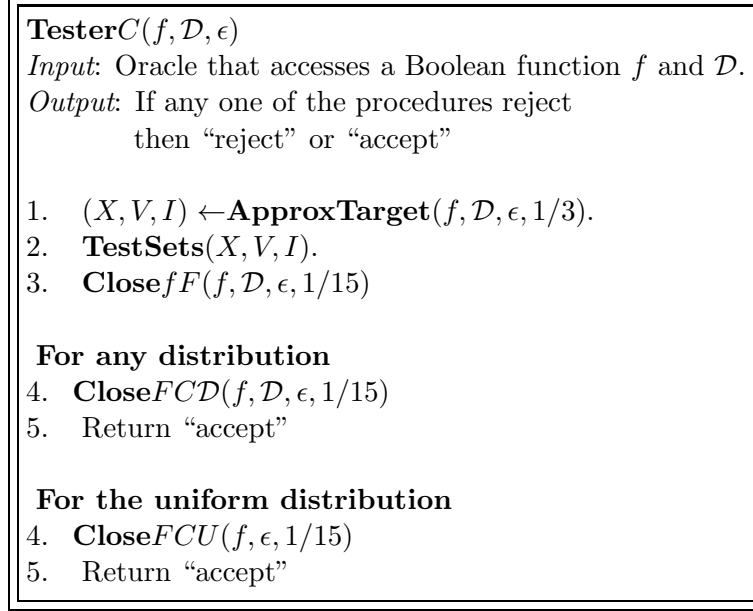 TesterC(f, 𝒟, ϵ)
Input: Oracle that accesses a Boolean function f and 𝒟.
Output: If any one of the procedures reject
then “reject” or “accept”
1. (X, V, I) ←ApproxTarget(f, 𝒟, ϵ, 1/3).
2. TestSets(X, V, I).
3. ClosefF(f, 𝒟, ϵ, 1/15)
For any distribution
4. CloseFC𝒟(f, 𝒟, ϵ, 1/15)
5. Return “accept”
For the uniform distribution
4. CloseFCU(f, ϵ, 1/15)
5. Return “accept”